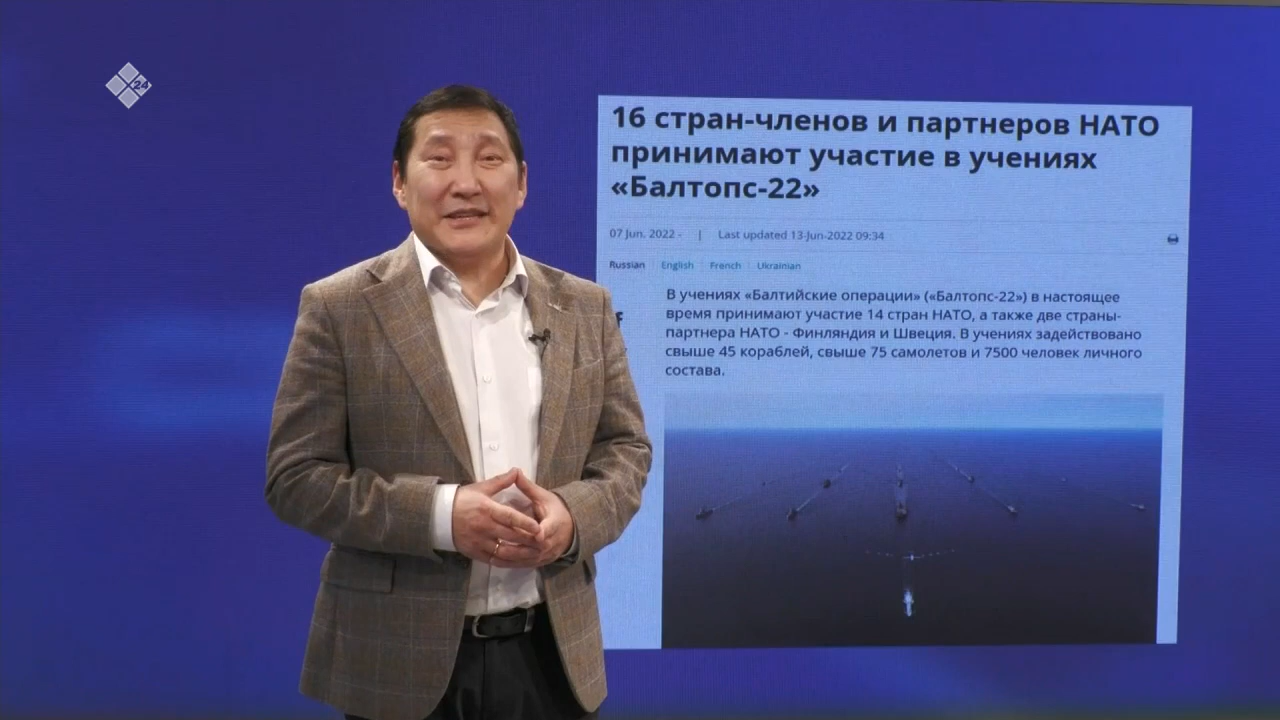 24
16 стран-членов и партнеров НАТО
принимают участие в учениях
«Балтопс-22»
07 Jun. 2022 - | Last updated 13-Jun-2022 09:34
Russian English French Ukrainian
В учениях «Балтийские операции» («Балтопс-22») в настоящее
время принимают участие 14 стран НАТО, а также две страны-
партнера НАТО - Финляндия и Швеция. В учениях задействовано
свыше 45 кораблей, свыше 75 самолетов и 7500 человек личного
состава.